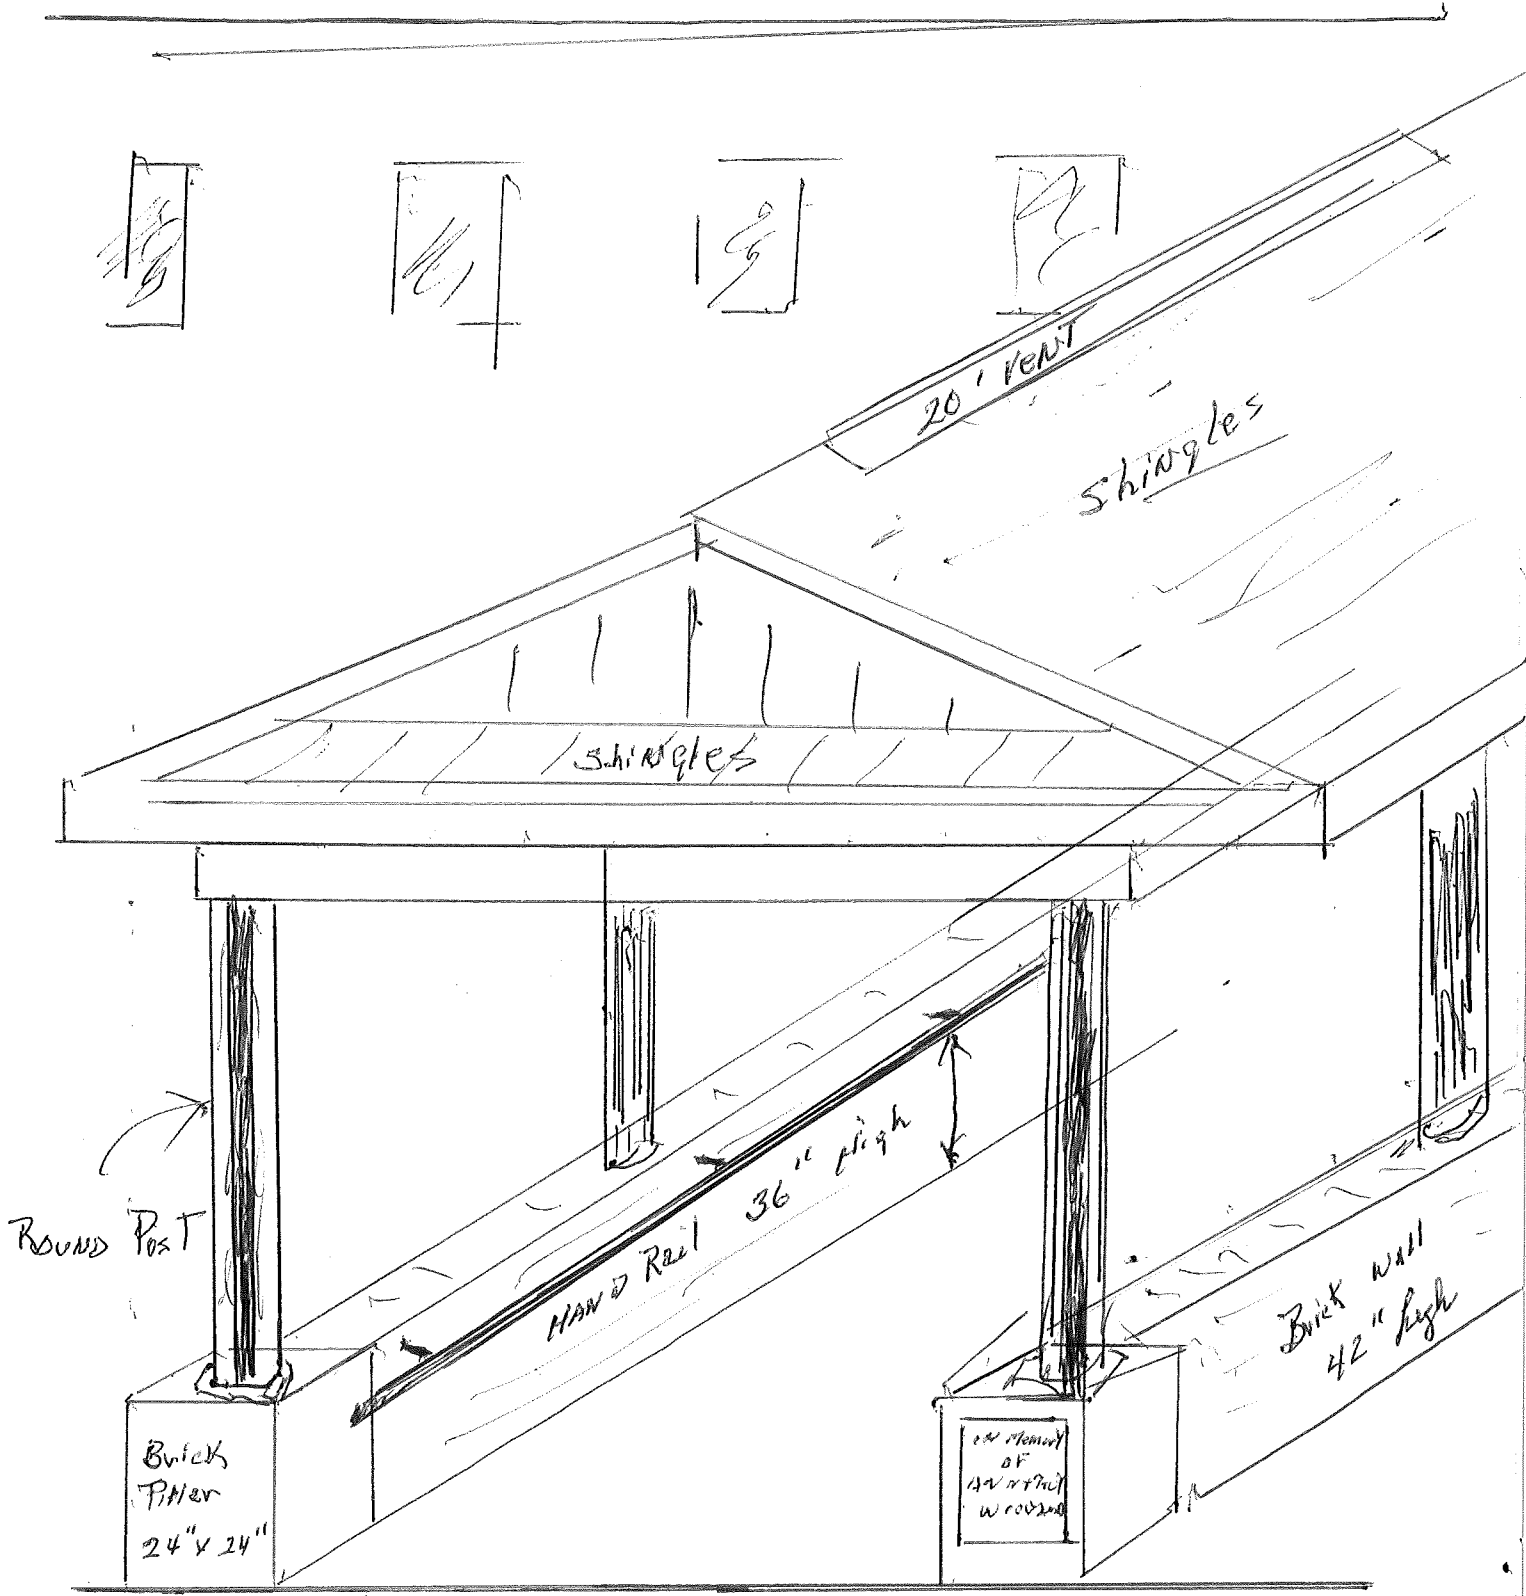 20' VENT
Shingles
Shingles
HAND Rail 36" High
ROUND POST
Brick WALL
42" high
Brick
Piller
24" x 24"
IN Memory
OF